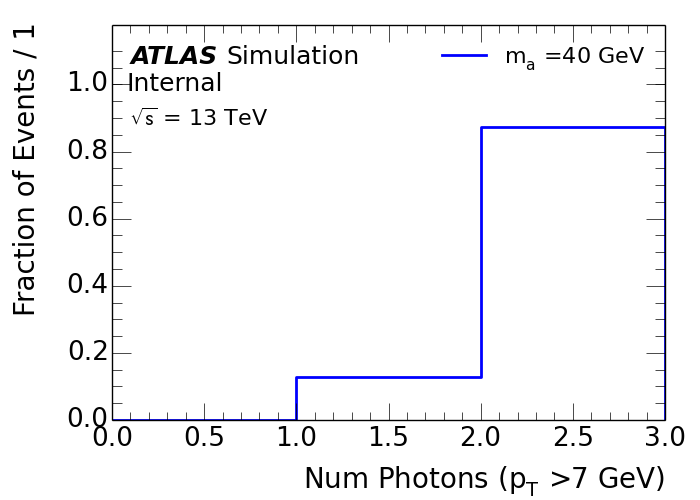 ATLAS Simulation
Internal
√s = 13 TeV
m_a =40 GeV
Fraction of Events / 1
1.0
0.8
0.6
0.4
0.2
0.0
0.0 0.5 1.0 1.5 2.0 2.5 3.0
Num Photons (p_T >7 GeV)